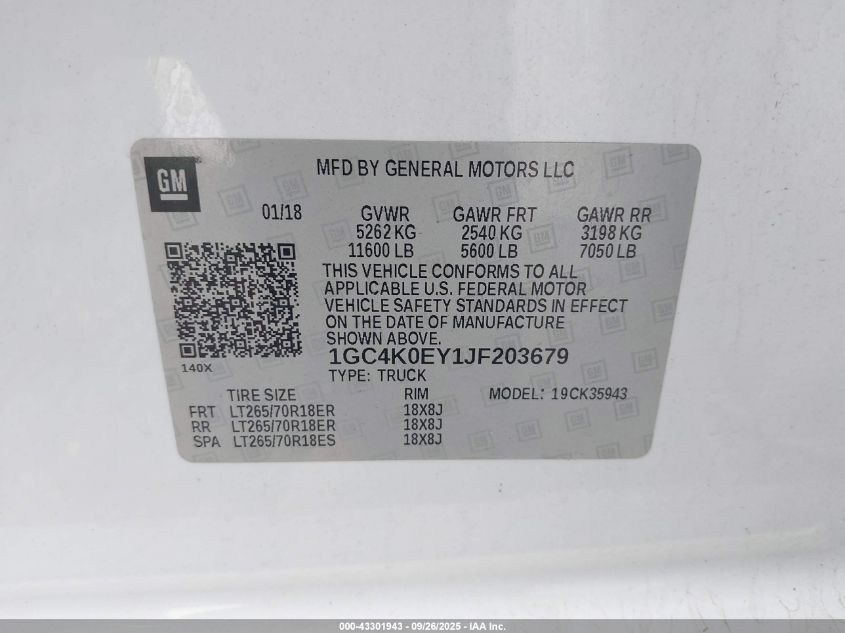 GM
MFD BY GENERAL MOTORS LLC
01/18 GVWR GAWR FRT GAWR RR
5262 KG 2540 KG 3198 KG
11600 LB 5600 LB 7050 LB
THIS VEHICLE CONFORMS TO ALL
APPLICABLE U.S. FEDERAL MOTOR
VEHICLE SAFETY STANDARDS IN EFFECT
ON THE DATE OF MANUFACTURE
SHOWN ABOVE.
1GC4K0EY1JF203679
140X
TYPE: TRUCK
TIRE SIZE RIM MODEL: 19CK35943
FRT LT265/70R18ER 18X8J
RR LT265/70R18ER 18X8J
SPA LT265/70R18ES 18X8J
000-43301943 - 09/26/2025 - IAA Inc.